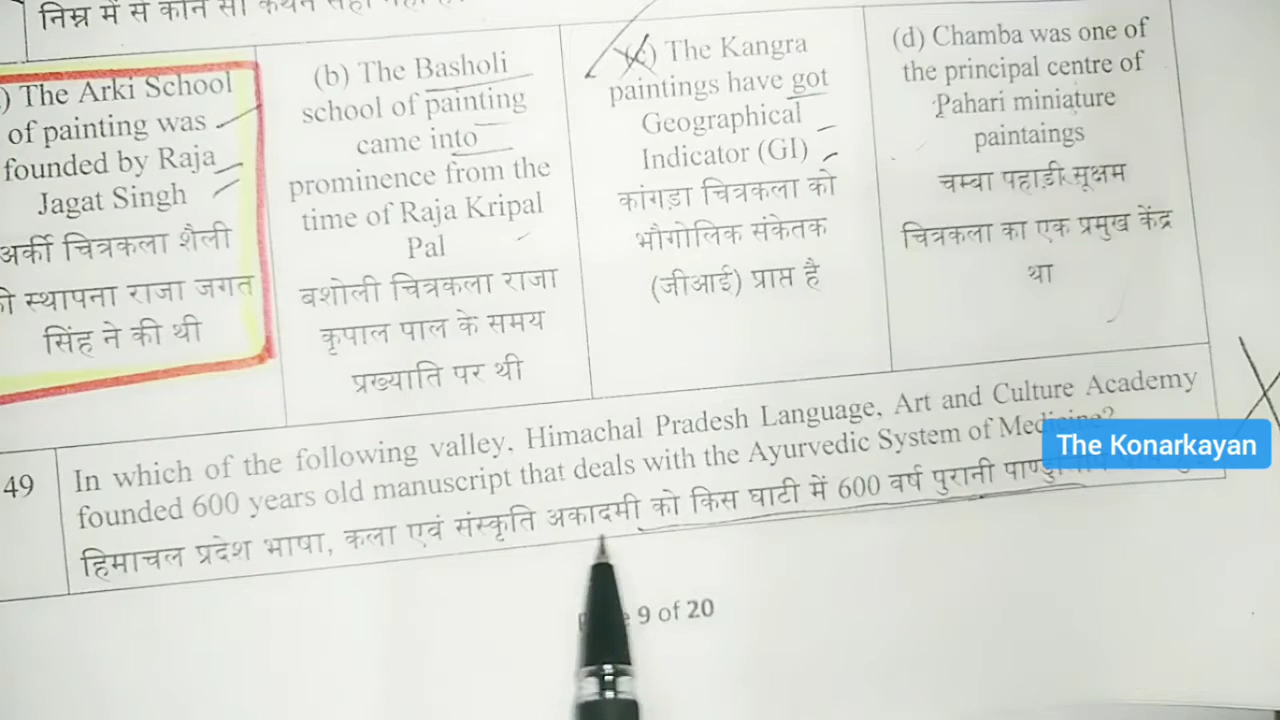 निम्न में से कौन सा कथन सही नहीं है
) The Arki School
of painting was
founded by Raja
Jagat Singh
अर्की चित्रकला शैली
की स्थापना राजा जगत
सिंह ने की थी
(b) The Basholi
school of painting
came into
prominence from the
time of Raja Kripal
Pal
बशोली चित्रकला राजा
कृपाल पाल के समय
प्रख्याति पर थी
(c) The Kangra
paintings have got
Geographical
Indicator (GI)
कांगड़ा चित्रकला को
भौगोलिक संकेतक
(जीआई) प्राप्त है
(d) Chamba was one of
the principal centre of
Pahari miniature
paintaings
चम्बा पहाड़ी सूक्षम
चित्रकला का एक प्रमुख केंद्र
था
49 In which of the following valley, Himachal Pradesh Language, Art and Culture Academy
founded 600 years old manuscript that deals with the Ayurvedic System of Medicine?
हिमाचल प्रदेश भाषा, कला एवं संस्कृति अकादमी को किस घाटी में 600 वर्ष पुरानी
The Konarkayan
9 of 20